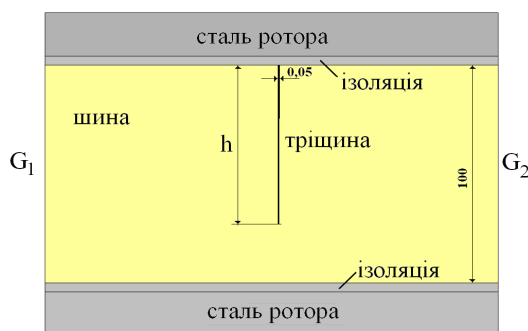 сталь ротора
0,05
ізоляція
шина
h
тріщина
G1
100
G2
ізоляція
сталь ротора